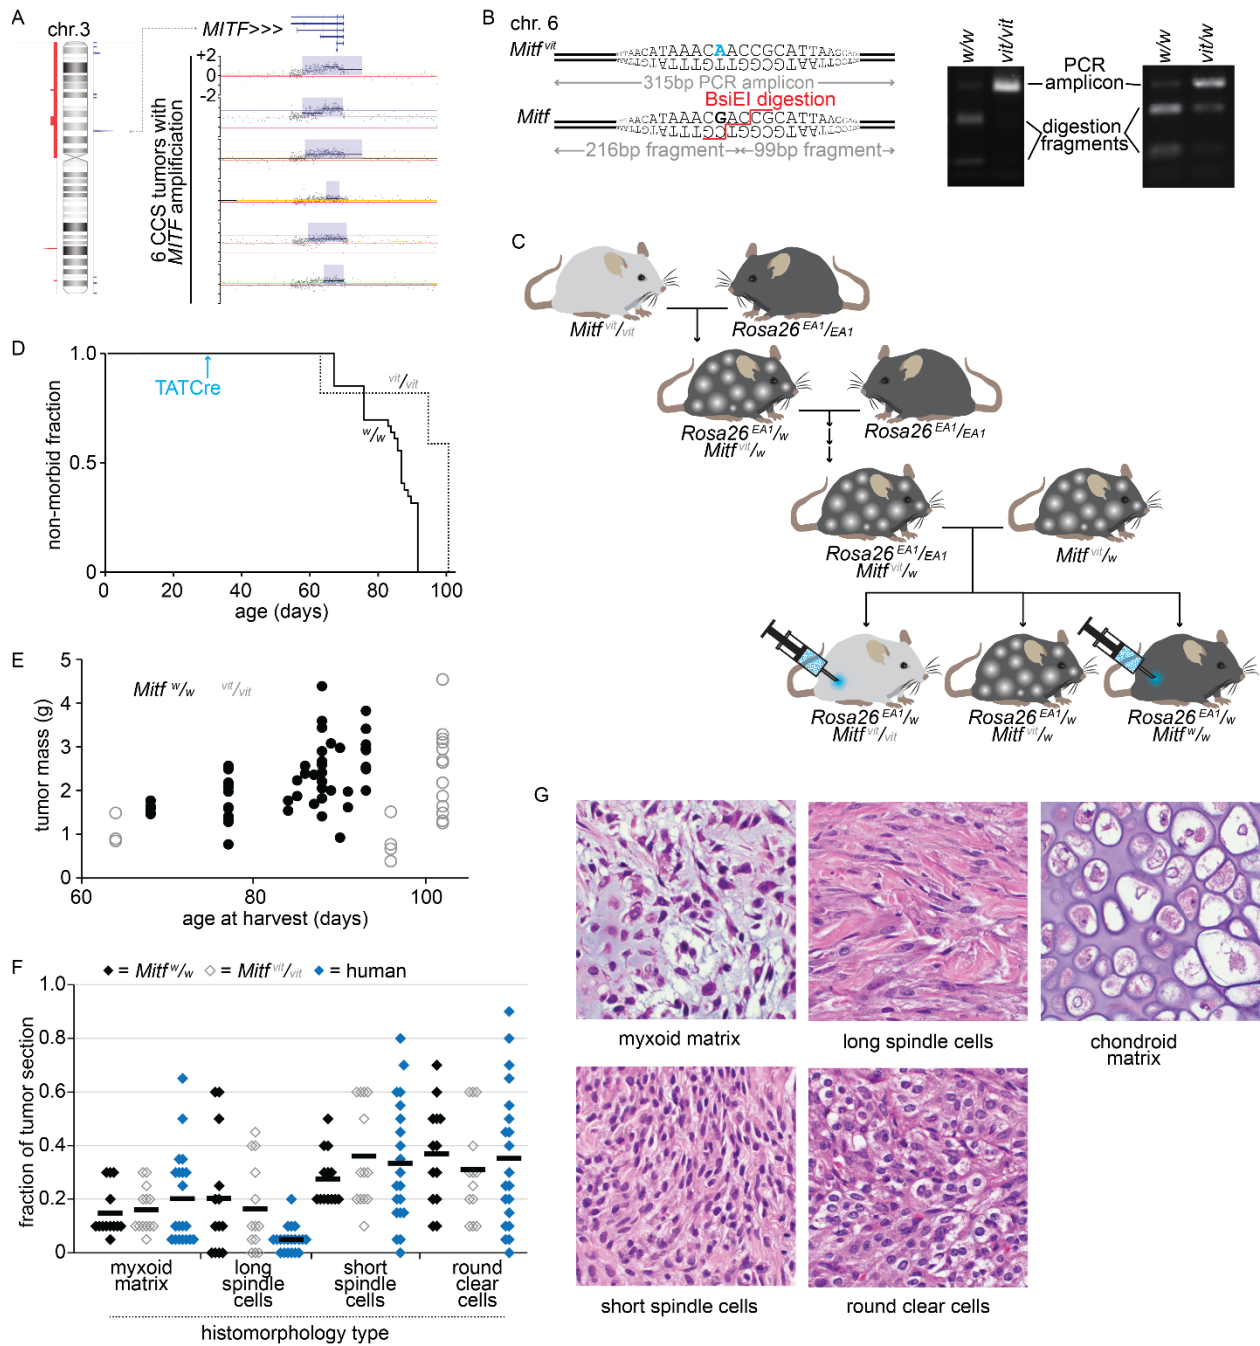 A
chr.3
MITF>>>
+2
0
-2
6 CCS tumors with
MITF amplificiation
B
chr. 6
Mitf vit
ATAAACAACCGCATT
315bp PCR amplicon
BsiEI digestion
Mitf
ATAAACGACCGCATT
216bp fragment
99bp fragment
w/w
vit/vit
PCR
amplicon
digestion
fragments
w/w
vit/w
C
Mitf vit/vit
Rosa26 EA1/EA1
Rosa26 EA1/w
Mitf vit/w
Rosa26 EA1/EA1
Rosa26 EA1/EA1
Mitf vit/w
Mitf vit/w
Rosa26 EA1/w
Mitf vit/vit
Rosa26 EA1/w
Mitf vit/w
Rosa26 EA1/w
Mitf w/w
D
non-morbid fraction
1.0
0.5
0
TATCre
vit/vit
w/w
0 20 40 60 80 100
age (days)
E
tumor mass (g)
5
4
3
2
1
0
Mitf w/w vit/vit
60 80 100
age at harvest (days)
F
= Mitf w/w = Mitf vit/vit = human
fraction of tumor section
1.0
0.8
0.6
0.4
0.2
0
myxoid
matrix
long
spindle
cells
short
spindle
cells
round
clear
cells
histomorphology type
G
myxoid matrix
long spindle cells
chondroid
matrix
short spindle cells
round clear cells